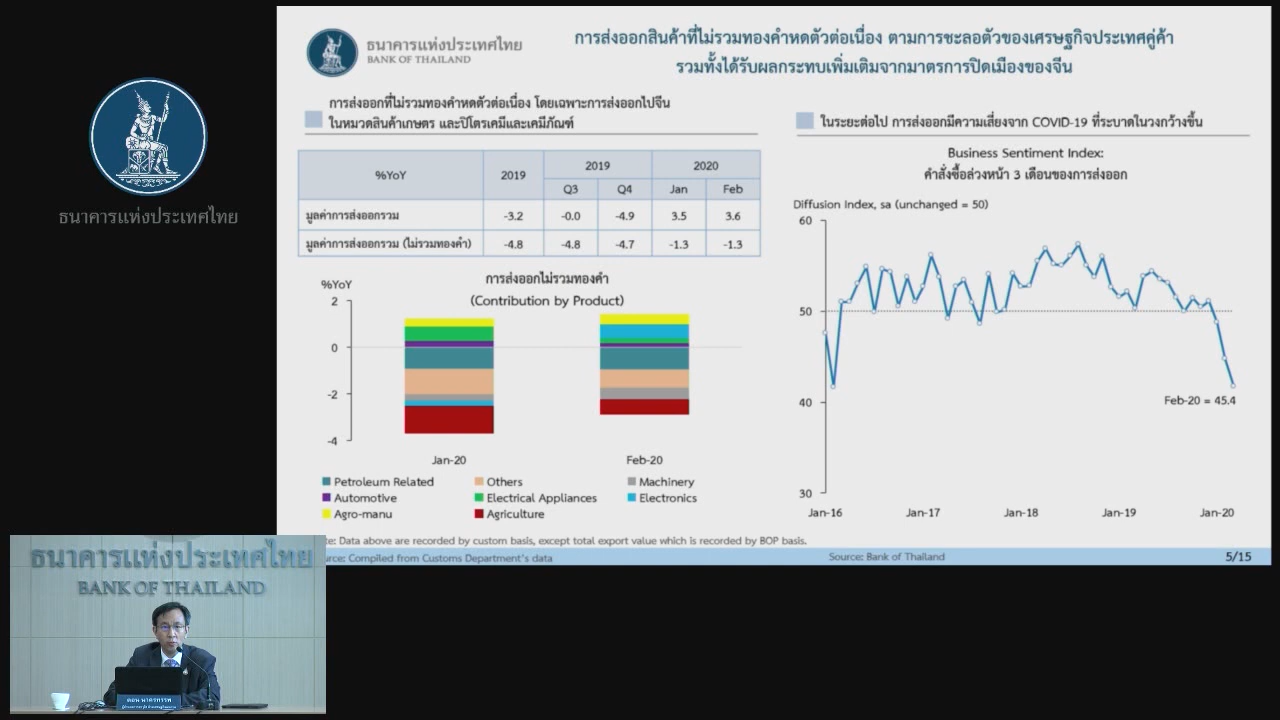 ธนาคารแห่งประเทศไทย
ธนาคารแห่งประเทศไทย
BANK OF THAILAND
การส่งออกสินค้าที่ไม่รวมทองคำหดตัวต่อเนื่อง ตามการชะลอตัวของเศรษฐกิจประเทศคู่ค้า
รวมทั้งได้รับผลกระทบเพิ่มเติมจากมาตรการปิดเมืองของจีน
การส่งออกที่ไม่รวมทองคำหดตัวต่อเนื่อง โดยเฉพาะการส่งออกไปจีน
ในหมวดสินค้าเกษตร และปิโตรเคมีและเคมีภัณฑ์
%YoY 2019 2019 2020
Q3 Q4 Jan Feb
มูลค่าการส่งออกรวม -3.2 -0.0 -4.9 3.5 3.6
มูลค่าการส่งออกรวม (ไม่รวมทองคำ) -4.8 -4.8 -4.7 -1.3 -1.3
การส่งออกไม่รวมทองคำ
(Contribution by Product)
%YoY
2
0
-2
-4
Jan-20 Feb-20
Petroleum Related Others Machinery
Automotive Electrical Appliances Electronics
Agro-manu Agriculture
ในระยะต่อไป การส่งออกมีความเสี่ยงจาก COVID-19 ที่ระบาดในวงกว้างขึ้น
Business Sentiment Index:
คำสั่งซื้อล่วงหน้า 3 เดือนของการส่งออก
Diffusion Index, sa (unchanged = 50)
60
50
40
30
Feb-20 = 45.4
Jan-16 Jan-17 Jan-18 Jan-19 Jan-20
Data above are recorded by custom basis, except total export value which is recorded by BOP basis.
Compiled from Customs Department's data
Source: Bank of Thailand
5/15
ธนาคารแห่งประเทศไทย
BANK OF THAILAND
ดอน นาครทรรพ